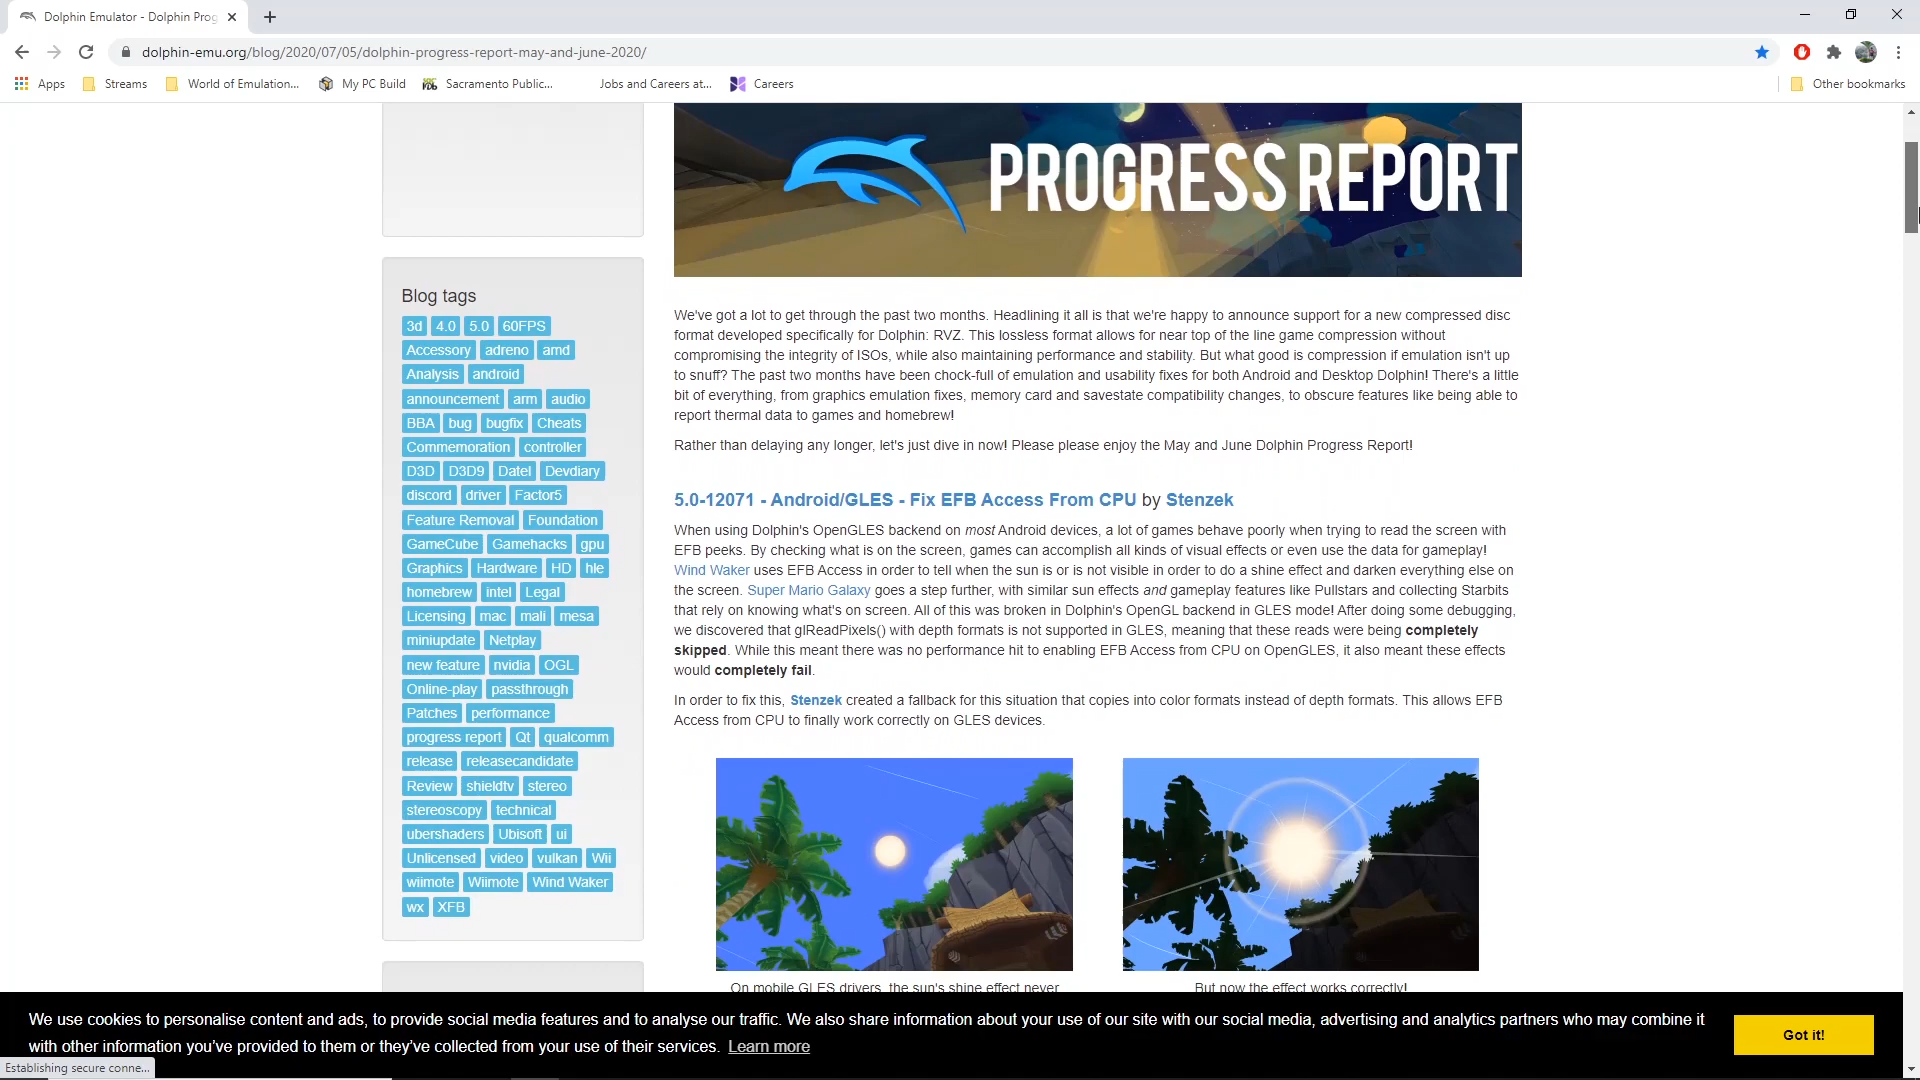 Dolphin Emulator - Dolphin Prog
dolphin-emu.org/blog/2020/07/05/dolphin-progress-report-may-and-june-2020/
Apps Streams World of Emulation... My PC Build Sacramento Public... Jobs and Careers at... Careers Other bookmarks
PROGRESS REPORT
Blog tags
3d 4.0 5.0 60FPS
Accessory adreno amd
Analysis android
announcement arm audio
BBA bug bugfix Cheats
Commemoration controller
D3D D3D9 Datel Devdiary
discord driver Factor5
Feature Removal Foundation
GameCube Gamehacks gpu
Graphics Hardware HD hle
homebrew intel Legal
Licensing mac mali mesa
miniupdate Netplay
new feature nvidia OGL
Online-play passthrough
Patches performance
progress report Qt qualcomm
release releasecandidate
Review shieldtv stereo
stereoscopy technical
ubershaders Ubisoft ui
Unlicensed video vulkan Wii
wiimote Wiimote Wind Waker
wx XFB
We've got a lot to get through the past two months. Headlining it all is that we're happy to announce support for a new compressed disc
format developed specifically for Dolphin: RVZ. This lossless format allows for near top of the line game compression without
compromising the integrity of ISOs, while also maintaining performance and stability. But what good is compression if emulation isn't up
to snuff? The past two months have been chock-full of emulation and usability fixes for both Android and Desktop Dolphin! There's a little
bit of everything, from graphics emulation fixes, memory card and savestate compatibility changes, to obscure features like being able to
report thermal data to games and homebrew!
Rather than delaying any longer, let's just dive in now! Please please enjoy the May and June Dolphin Progress Report!
5.0-12071 - Android/GLES - Fix EFB Access From CPU by Stenzek
When using Dolphin's OpenGLES backend on most Android devices, a lot of games behave poorly when trying to read the screen with
EFB peeks. By checking what is on the screen, games can accomplish all kinds of visual effects or even use the data for gameplay!
Wind Waker uses EFB Access in order to tell when the sun is or is not visible in order to do a shine effect and darken everything else on
the screen. Super Mario Galaxy goes a step further, with similar sun effects and gameplay features like Pullstars and collecting Starbits
that rely on knowing what's on screen. All of this was broken in Dolphin's OpenGL backend in GLES mode! After doing some debugging,
we discovered that glReadPixels() with depth formats is not supported in GLES, meaning that these reads were being completely
skipped. While this meant there was no performance hit to enabling EFB Access from CPU on OpenGLES, it also meant these effects
would completely fail.
In order to fix this, Stenzek created a fallback for this situation that copies into color formats instead of depth formats. This allows EFB
Access from CPU to finally work correctly on GLES devices.
On mobile GLES drivers, the sun's shine effect never
But now the effect works correctly!
We use cookies to personalise content and ads, to provide social media features and to analyse our traffic. We also share information about your use of our site with our social media, advertising and analytics partners who may combine it
with other information you've provided to them or they've collected from your use of their services. Learn more
Got it!
Establishing secure conne...